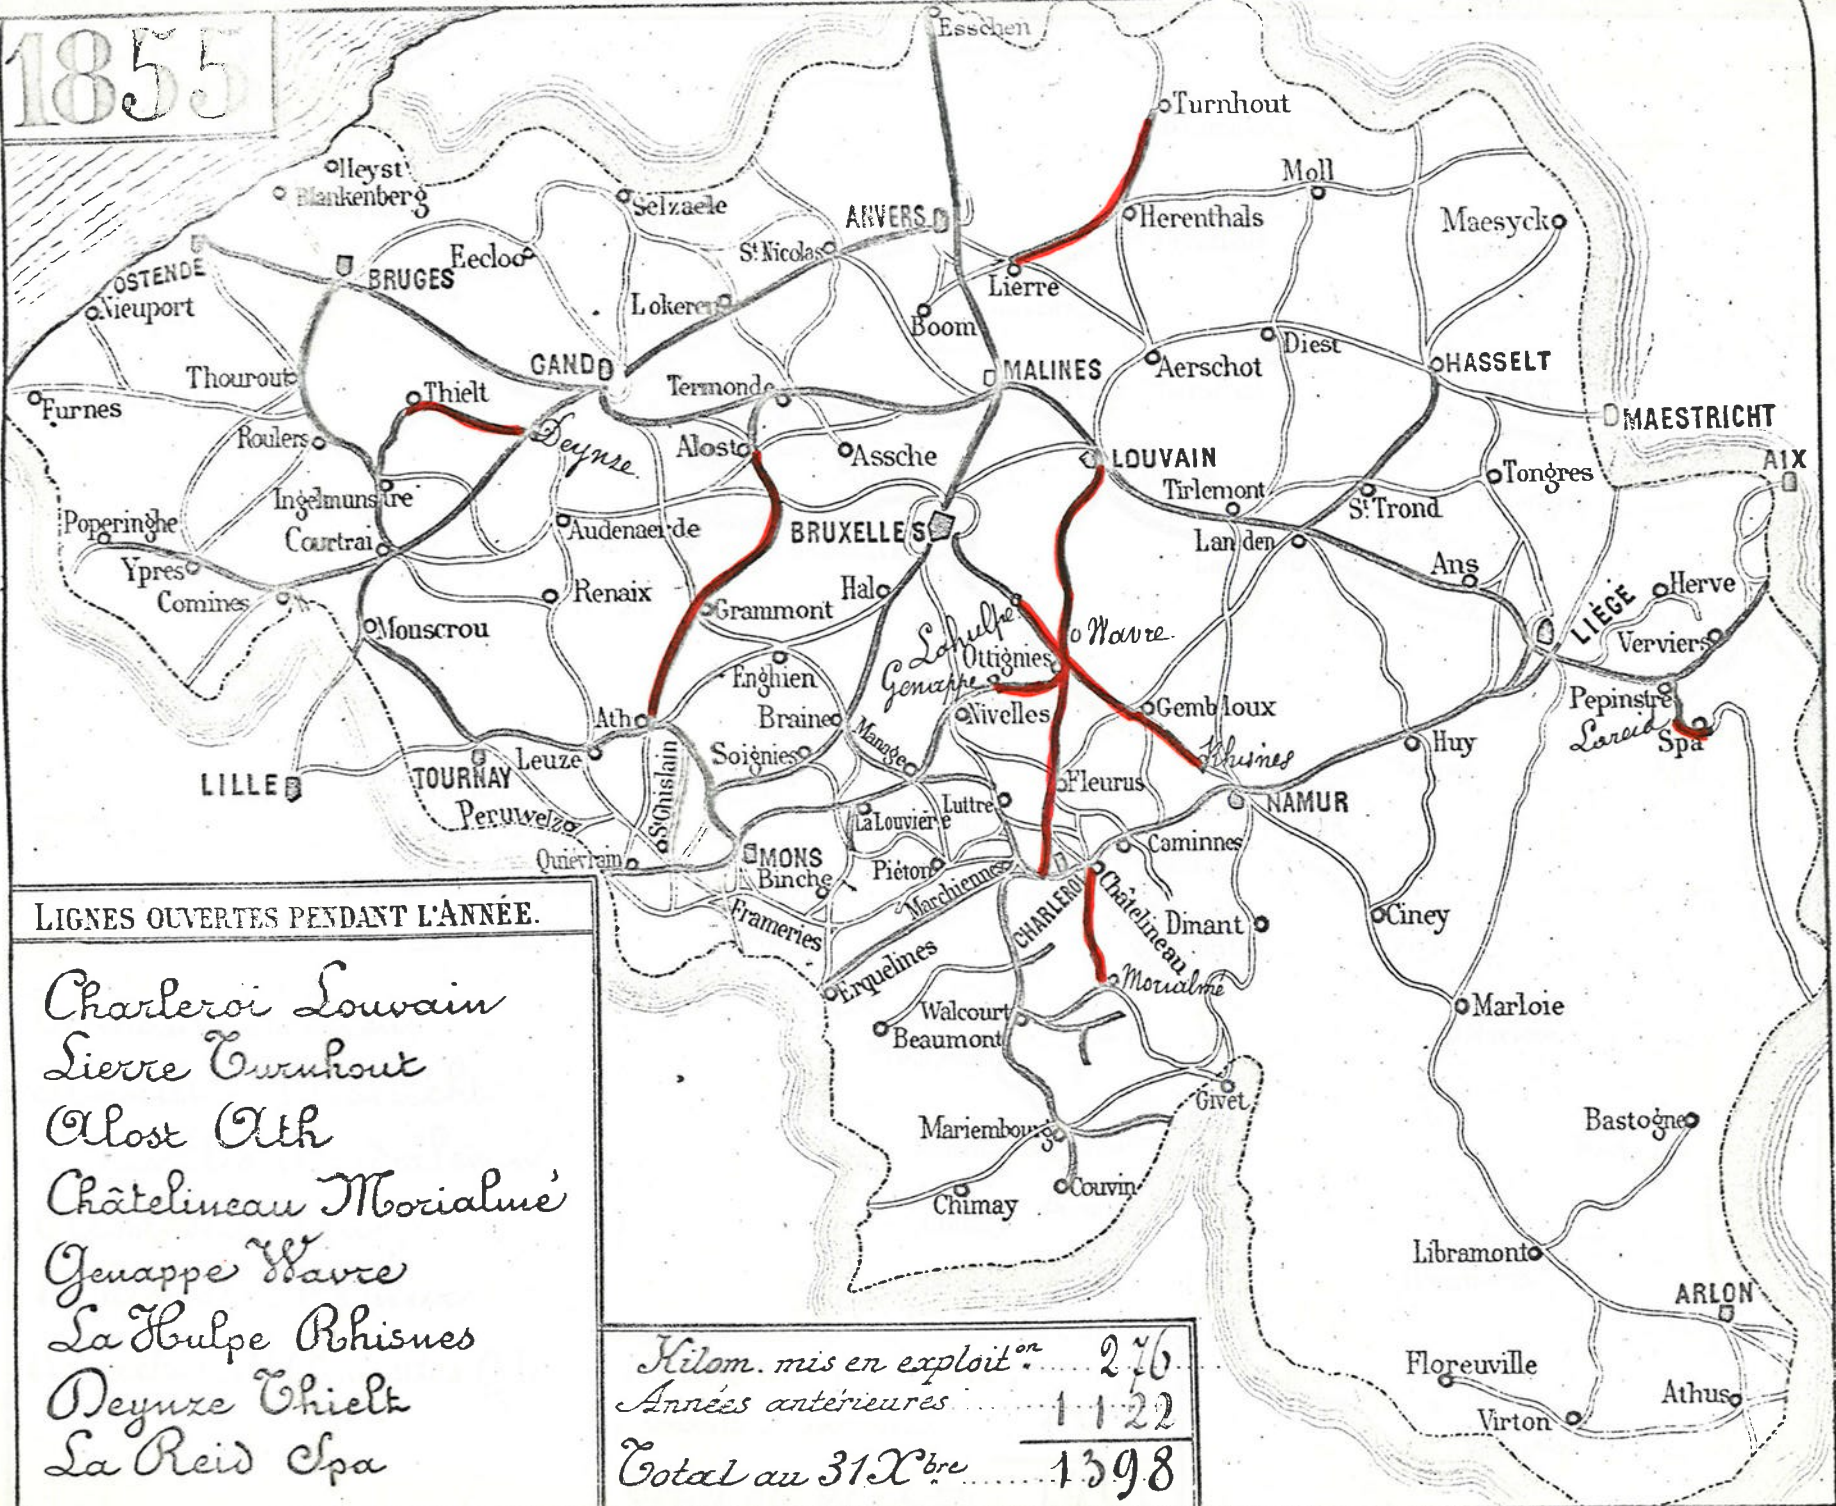 1855
Esschen
Turnhout
Heyst
Blankenberg
Selzaele
Moll
ANVERS
Herenthals
Maesyck
Eecloo
St Nicolas
OSTENDE
BRUGES
Lierre
Nieuport
Lokeren
Boom
Diest
GAND
MALINES
Aerschot
HASSELT
Thourout
Thielt
Termonde
Furnes
MAESTRICHT
Roulers
Deynze
Alost
Assche
LOUVAIN
AIX
Ingelmunstre
Tirlemont
Tongres
Poperinghe
Audenaerde
BRUXELLES
St Trond
Courtrai
Landen
Ypres
Ans
Comines
Renaix
Hal
Herve
Grammont
LIÉGE
Mouscrou
Lahulpe
Wavre.
Verviers
Enghien
Ottignies
Genappe
Pepinstre
Ath
Braine
Nivelles
Gembloux
Lareid
Spa
Manage
Leuze
Soignies
Rhisnes
Huy
LILLE
TOURNAY
St Ghislain
Fleurus
Luttre
NAMUR
Peruwelz
La Louvière
Quiévrain
MONS
Caminnes
Binche
Piéton
Marchiennes
CHARLEROI
Châtelineau
Frameries
Dinant
Ciney
Erquelines
Morialmé
Walcourt
Marloie
Beaumont
Givet
Mariembourg
Bastogne
Chimay
Couvin
Libramont
ARLON
Floreuville
Athus
Virton
LIGNES OUVERTES PENDANT L'ANNÉE.
Charleroi Louvain
Lierre Turnhout
Alost Ath
Châtelineau Morialmé
Genappe Wavre
La Hulpe Rhisnes
Deynze Thielt
La Reid Spa
Kilom. mis en exploiton. .... 276
Années antérieures ..... 1122
Total au 31 Xbre ..... 1398